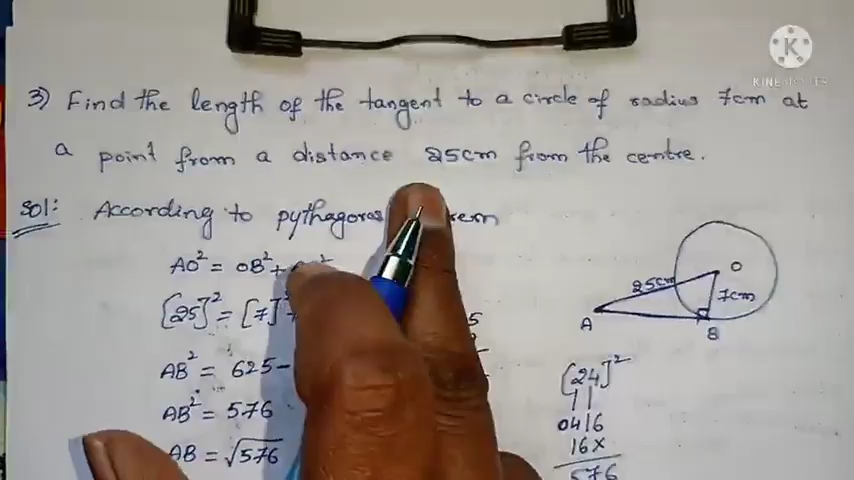 K
KINEMASTER
3) Find the length of the tangent to a circle of radius 7cm at
a point from a distance 25cm from the centre.
Sol: According to pythagoras
AO² = OB² +
[25]² = [7]²
AB² = 625-
AB² = 576
AB = √576
25cm
O
7cm
A
B
[24]²
0416
16x
576